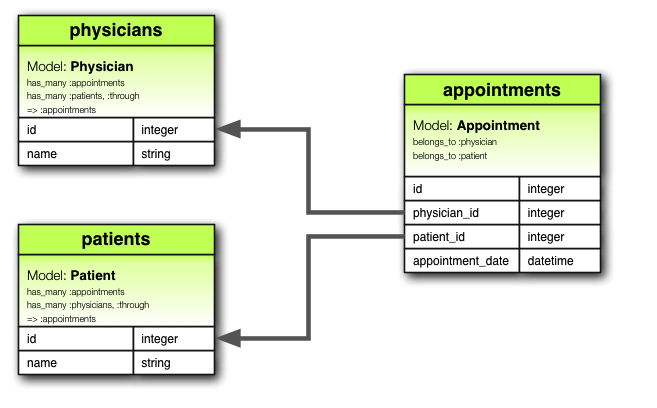 physicians
Model: Physician
has_many :appointments
has_many :patients, :through
=> :appointments
id integer
name string
patients
Model: Patient
has_many :appointments
has_many :physicians, :through
=> :appointments
id integer
name string
appointments
Model: Appointment
belongs_to :physician
belongs_to :patient
id integer
physician_id integer
patient_id integer
appointment_date datetime